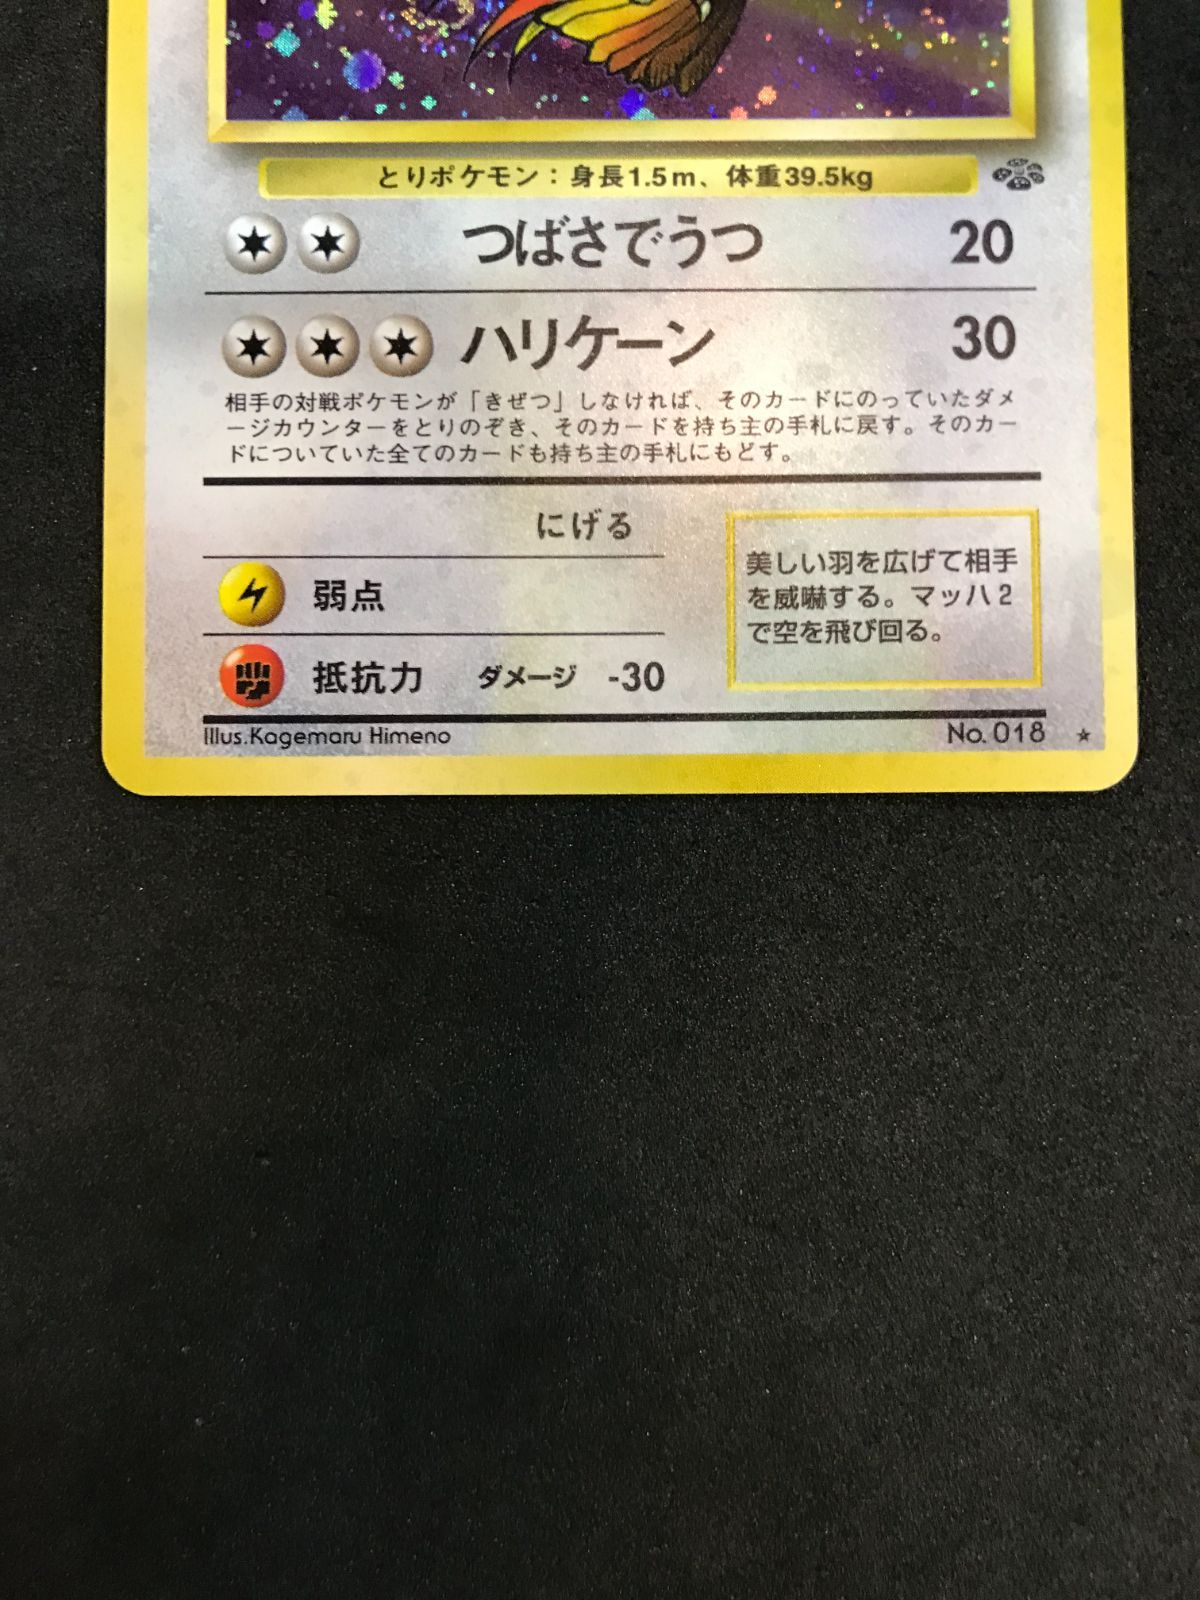 とりポケモン：身長1.5m、体重39.5kg
つばさでうつ 20
ハリケーン 30
相手の対戦ポケモンが「きぜつ」しなければ、そのカードにのっていたダメ
ージカウンターをとりのぞき、そのカードを持ち主の手札に戻す。そのカー
ドについていた全てのカードも持ち主の手札にもどす。
にげる
弱点
抵抗力 ダメージ -30
美しい羽を広げて相手
を威嚇する。マッハ2
で空を飛び回る。
Illus.Kagemaru Himeno
No.018 ★